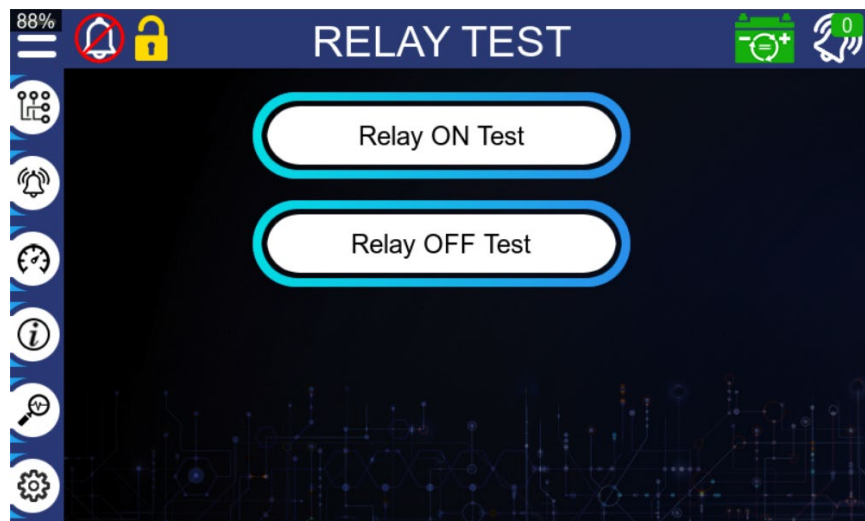 88%
RELAY TEST
0
Relay ON Test
Relay OFF Test
i